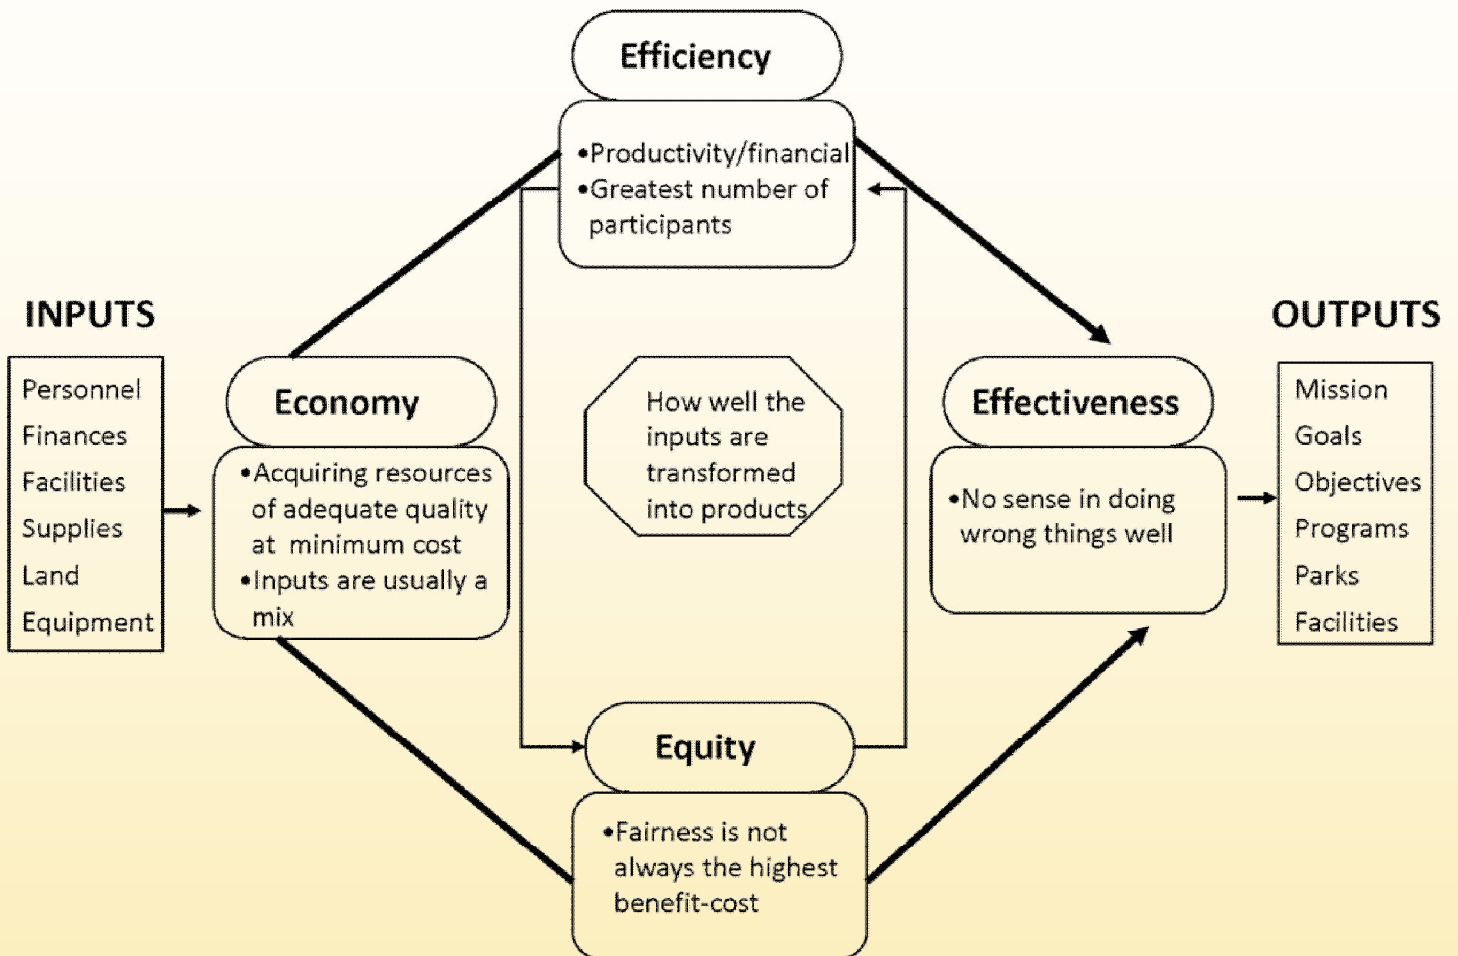 Efficiency
•Productivity/financial
•Greatest number of
participants
INPUTS
Personnel
Finances
Facilities
Supplies
Land
Equipment
Economy
•Acquiring resources
of adequate quality
at minimum cost
•Inputs are usually a
mix
How well the
inputs are
transformed
into products
Effectiveness
•No sense in doing
wrong things well
OUTPUTS
Mission
Goals
Objectives
Programs
Parks
Facilities
Equity
•Fairness is not
always the highest
benefit-cost